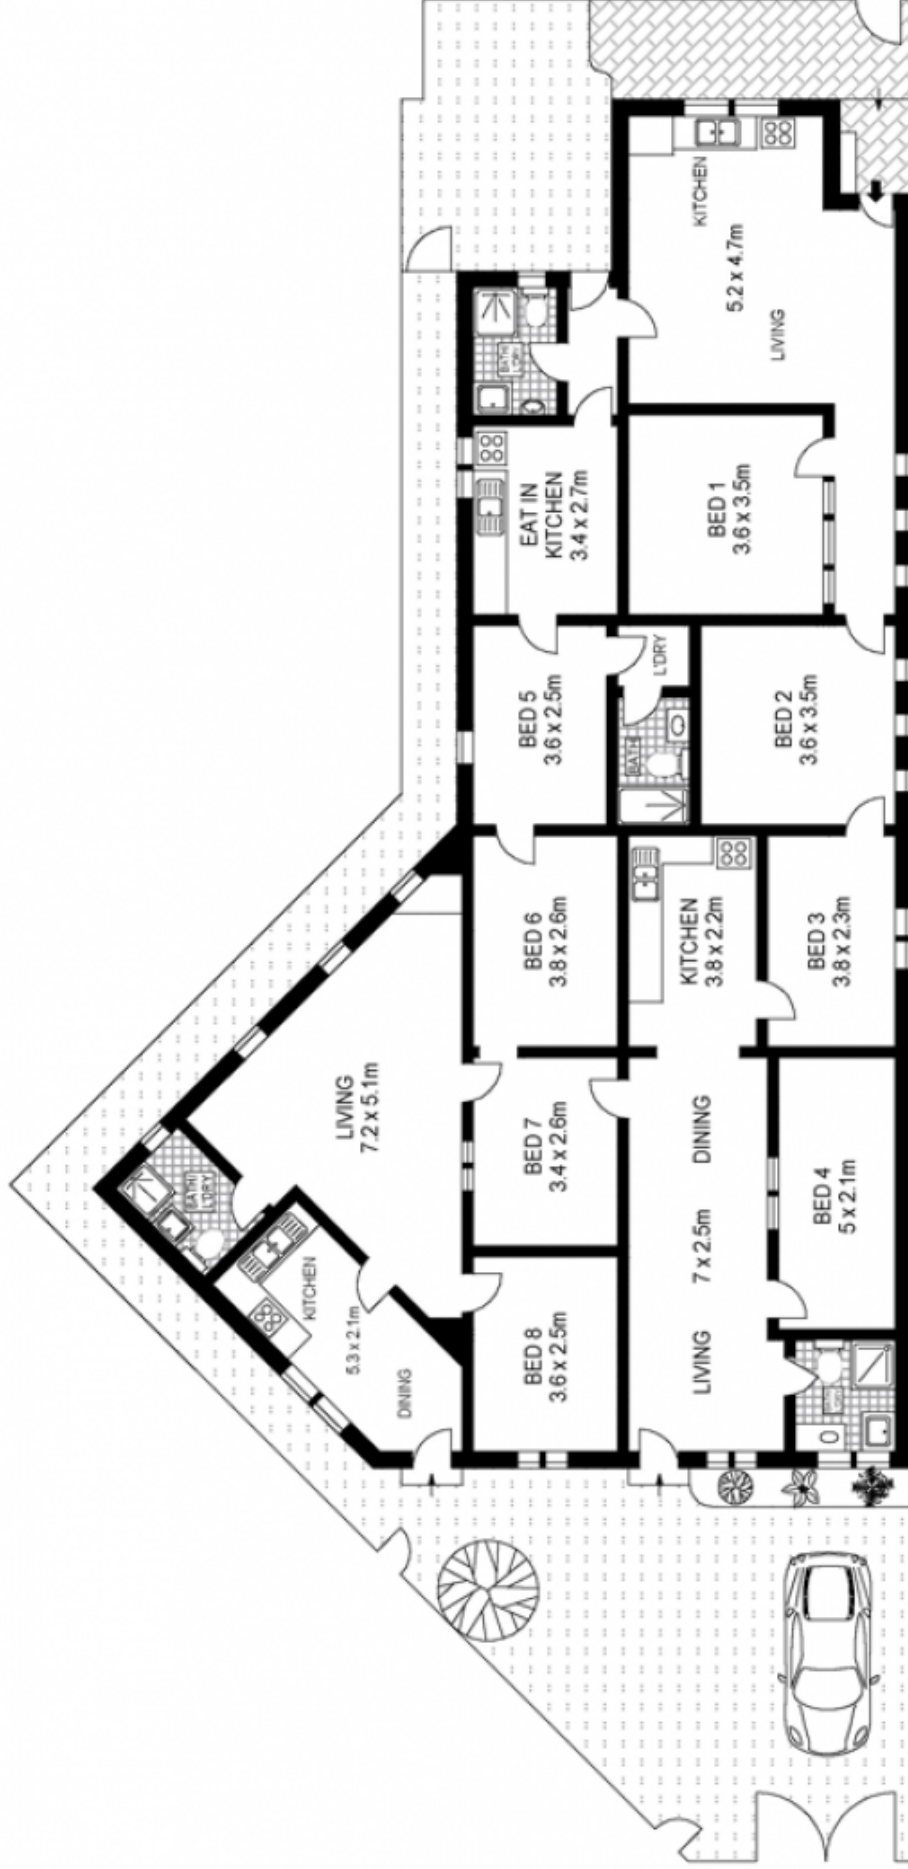 KITCHEN
5.2 x 4.7m
LIVING
BATH/
L'DRY
EAT IN
KITCHEN
3.4 x 2.7m
BED 1
3.6 x 3.5m
BED 5
3.6 x 2.5m
L'DRY
BATH
BED 2
3.6 x 3.5m
BED 6
3.8 x 2.6m
KITCHEN
3.8 x 2.2m
BED 3
3.8 x 2.3m
LIVING
7.2 x 5.1m
BED 7
3.4 x 2.6m
DINING
7 x 2.5m
LIVING
BED 4
5 x 2.1m
BATH/
L'DRY
KITCHEN
5.3 x 2.1m
DINING
BED 8
3.6 x 2.5m